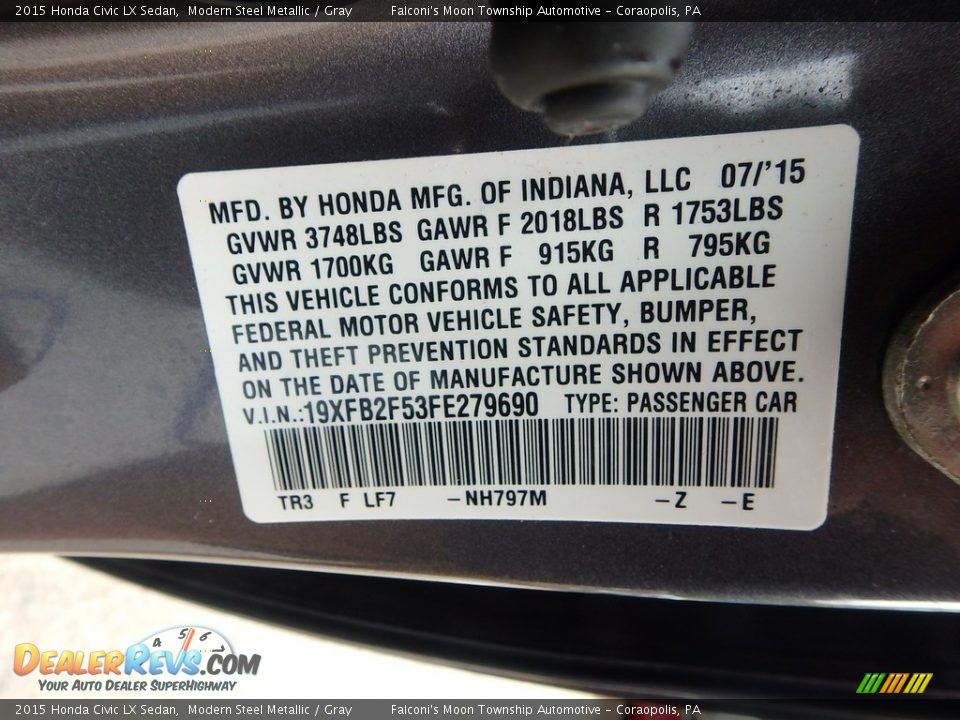 2015 Honda Civic LX Sedan, Modern Steel Metallic / Gray Falconi's Moon Township Automotive - Coraopolis, PA
MFD. BY HONDA MFG. OF INDIANA, LLC 07/'15
GVWR 3748LBS GAWR F 2018LBS R 1753LBS
GVWR 1700KG GAWR F 915KG R 795KG
THIS VEHICLE CONFORMS TO ALL APPLICABLE
FEDERAL MOTOR VEHICLE SAFETY, BUMPER,
AND THEFT PREVENTION STANDARDS IN EFFECT
ON THE DATE OF MANUFACTURE SHOWN ABOVE.
V.I.N.:19XFB2F53FE279690 TYPE: PASSENGER CAR
TR3 F LF7 -NH797M -Z -E
4 5 6
DealerRevs.com
Your Auto Dealer SuperHighway
2015 Honda Civic LX Sedan, Modern Steel Metallic / Gray Falconi's Moon Township Automotive - Coraopolis, PA